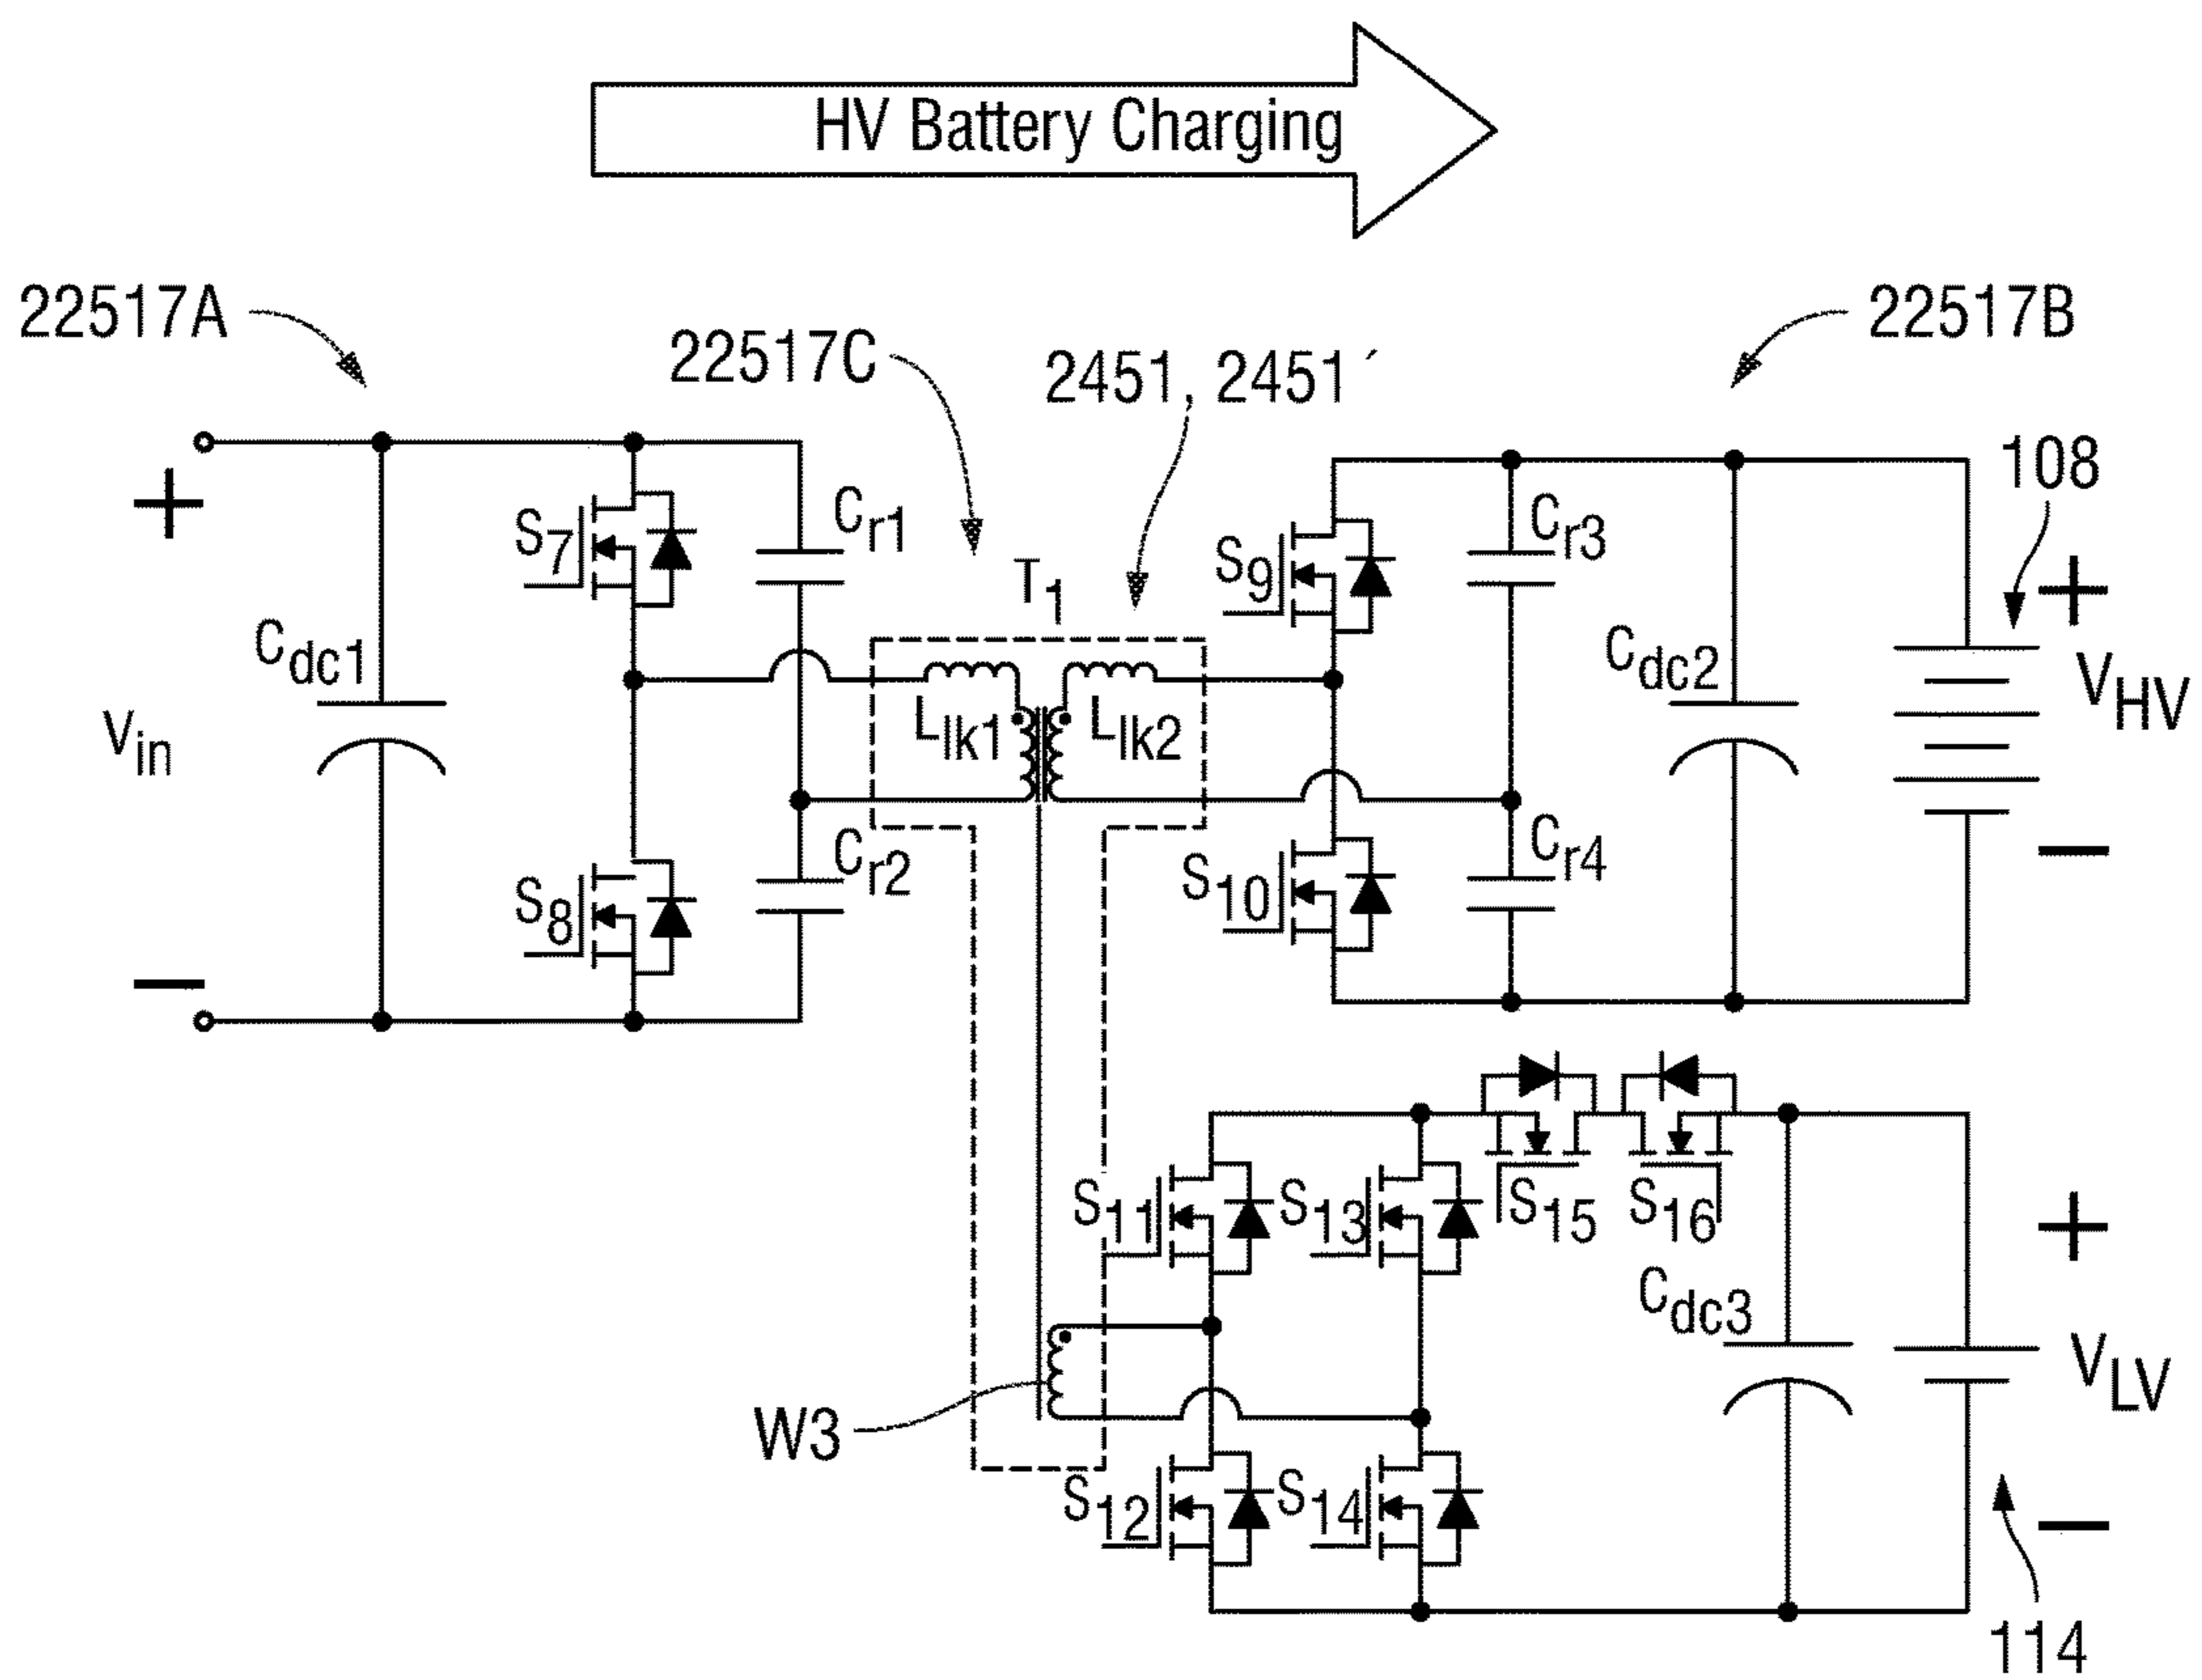 HV Battery Charging
22517A
22517C
2451, 2451´
22517B
108
+
S7
Cr1
T1
S9
Cr3
+
Cdc1
Vin
Llk1
Llk2
Cdc2
VHV
S8
Cr2
S10
Cr4
−
−
S11
S13
S15
S16
+
Cdc3
VLV
W3
S12
S14
−
114